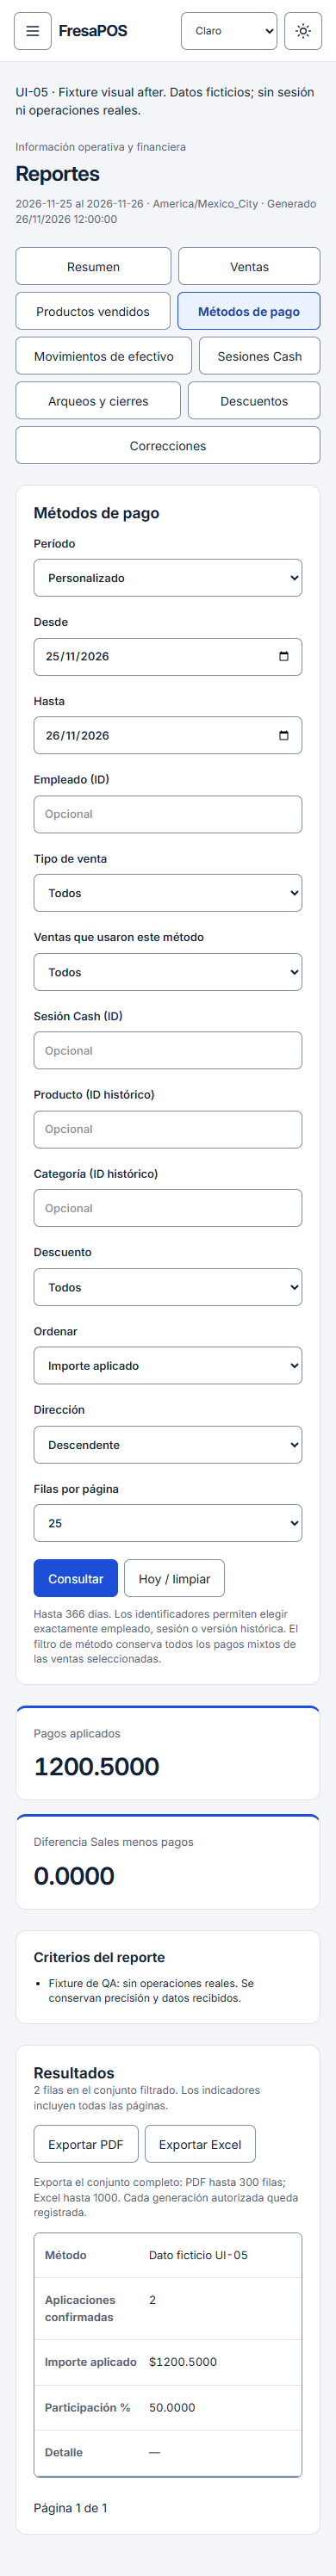 FresaPOS
Claro
UI-05 · Fixture visual after. Datos ficticios; sin sesión
ni operaciones reales.
Información operativa y financiera
Reportes
2026-11-25 al 2026-11-26 · America/Mexico_City · Generado
26/11/2026 12:00:00
Resumen
Ventas
Productos vendidos
Métodos de pago
Movimientos de efectivo
Sesiones Cash
Arqueos y cierres
Descuentos
Correcciones
Métodos de pago
Período
Personalizado
Desde
25/11/2026
Hasta
26/11/2026
Empleado (ID)
Opcional
Tipo de venta
Todos
Ventas que usaron este método
Todos
Sesión Cash (ID)
Opcional
Producto (ID histórico)
Opcional
Categoría (ID histórico)
Opcional
Descuento
Todos
Ordenar
Importe aplicado
Dirección
Descendente
Filas por página
25
Consultar
Hoy / limpiar
Hasta 366 días. Los identificadores permiten elegir
exactamente empleado, sesión o versión histórica. El
filtro de método conserva todos los pagos mixtos de
las ventas seleccionadas.
Pagos aplicados
1200.5000
Diferencia Sales menos pagos
0.0000
Criterios del reporte
• Fixture de QA: sin operaciones reales. Se
conservan precisión y datos recibidos.
Resultados
2 filas en el conjunto filtrado. Los indicadores
incluyen todas las páginas.
Exportar PDF
Exportar Excel
Exporta el conjunto completo: PDF hasta 300 filas;
Excel hasta 1000. Cada generación autorizada queda
registrada.
Método Dato ficticio UI-05
Aplicaciones 2
confirmadas
Importe aplicado $1200.5000
Participación % 50.0000
Detalle —
Página 1 de 1